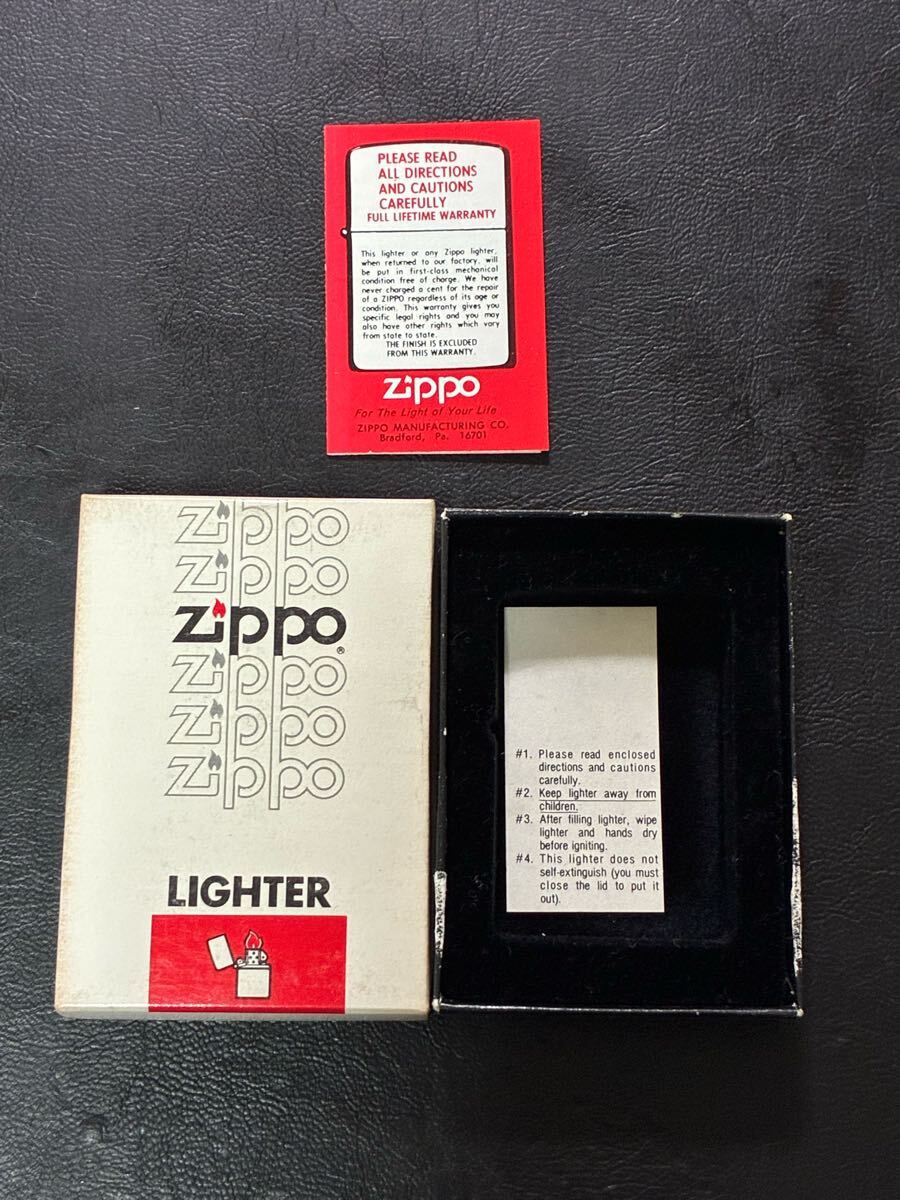 PLEASE READ
ALL DIRECTIONS
AND CAUTIONS
CAREFULLY
FULL LIFETIME WARRANTY
This lighter or any Zippo lighter,
when returned to our factory, will
be put in first-class mechanical
condition free of charge. We have
never charged a cent for the repair
of a ZIPPO regardless of its age or
condition. This warranty gives you
specific legal rights and you may
also have other rights which vary
from state to state.
THE FINISH IS EXCLUDED
FROM THIS WARRANTY.
Zippo
For The Light of Your Life
ZIPPO MANUFACTURING CO.
Bradford, Pa. 16701
Zippo
Zippo
Zippo®
Zippo
Zippo
Zippo
LIGHTER
#1. Please read enclosed
directions and cautions
carefully.
#2. Keep lighter away from
children.
#3. After filling lighter, wipe
lighter and hands dry
before igniting.
#4. This lighter does not
self-extinguish (you must
close the lid to put it
out).